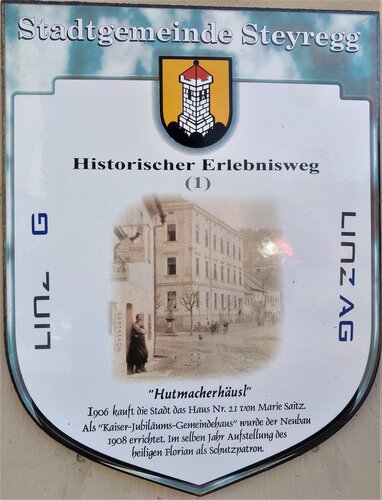 Stadtgemeinde Steyregg
Historischer Erlebnisweg
(1)
LINZ G
LINZ AG
"Hutmacherhäusl"
1906 kauft die Stadt das Haus Nr. 21 von Marie Saitz.
Als "Kaiser-Jubiläums-Gemeindehaus" wurde der Neubau
1908 errichtet. Im selben Jahr Aufstellung des
heiligen Florian als Schutzpatron.